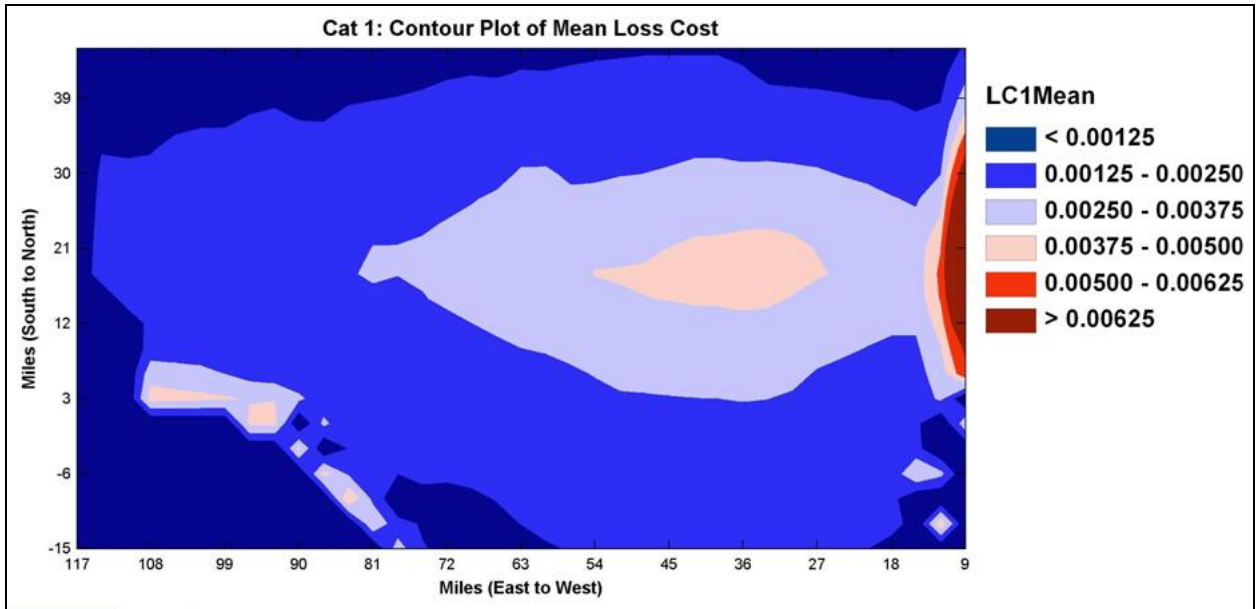 Cat 1: Contour Plot of Mean Loss Cost
Miles (South to North)
39
30
21
12
3
-6
-15
117 108 99 90 81 72 63 54 45 36 27 18 9
Miles (East to West)
LC1Mean
< 0.00125
0.00125 - 0.00250
0.00250 - 0.00375
0.00375 - 0.00500
0.00500 - 0.00625
> 0.00625